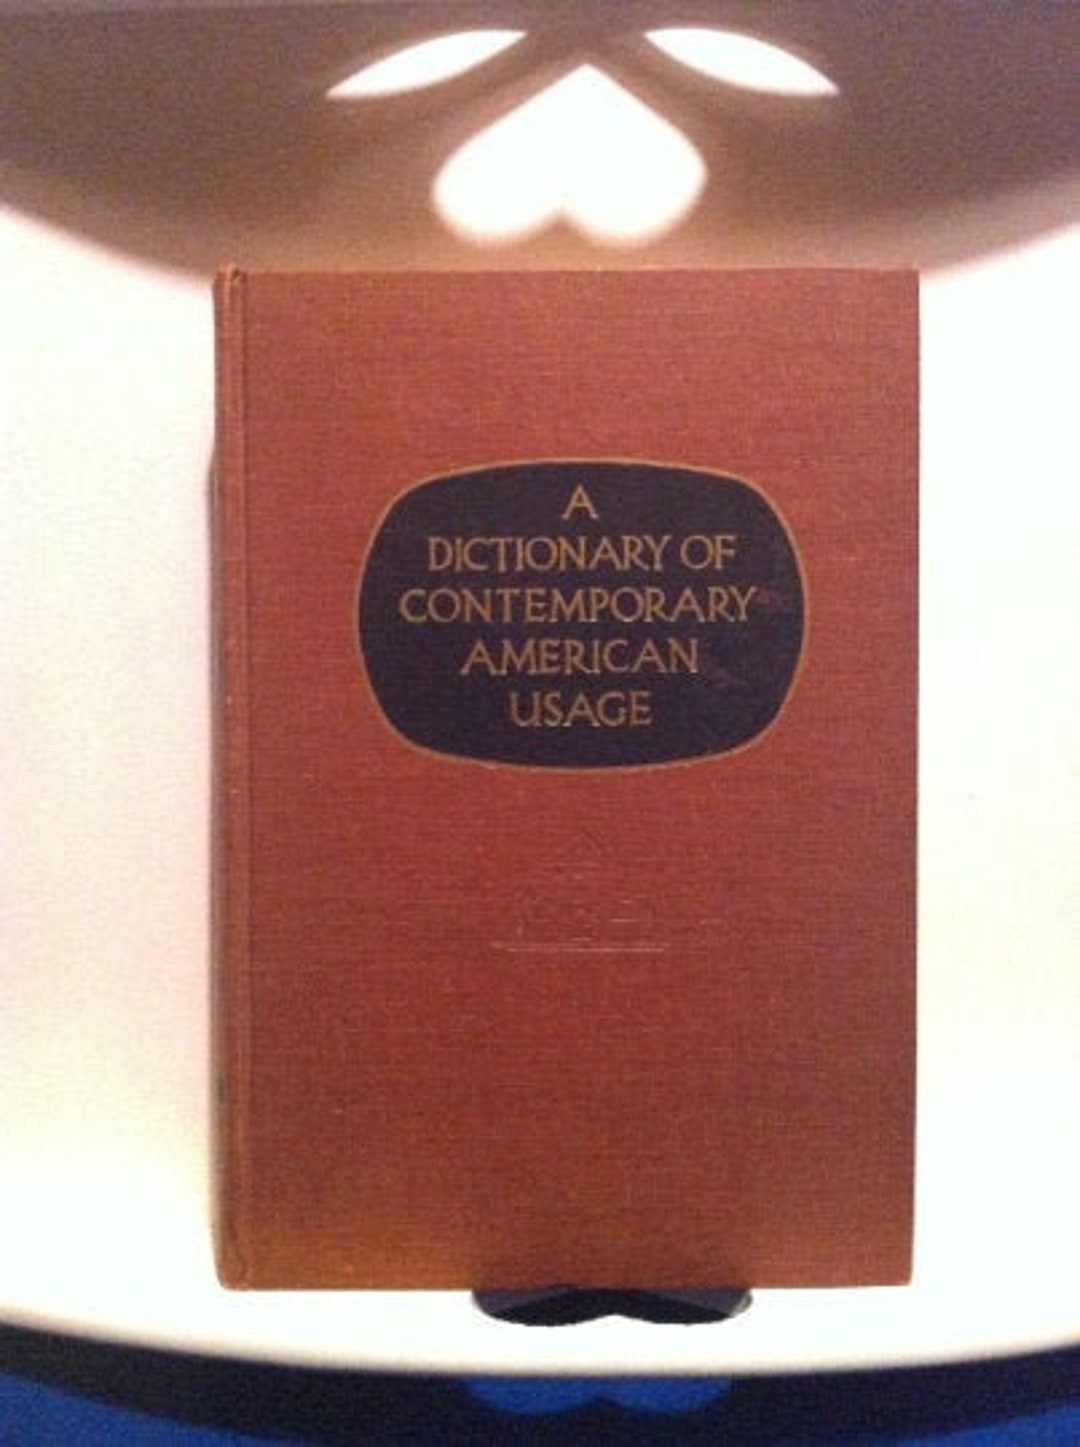 A
DICTIONARY OF
CONTEMPORARY
AMERICAN
USAGE